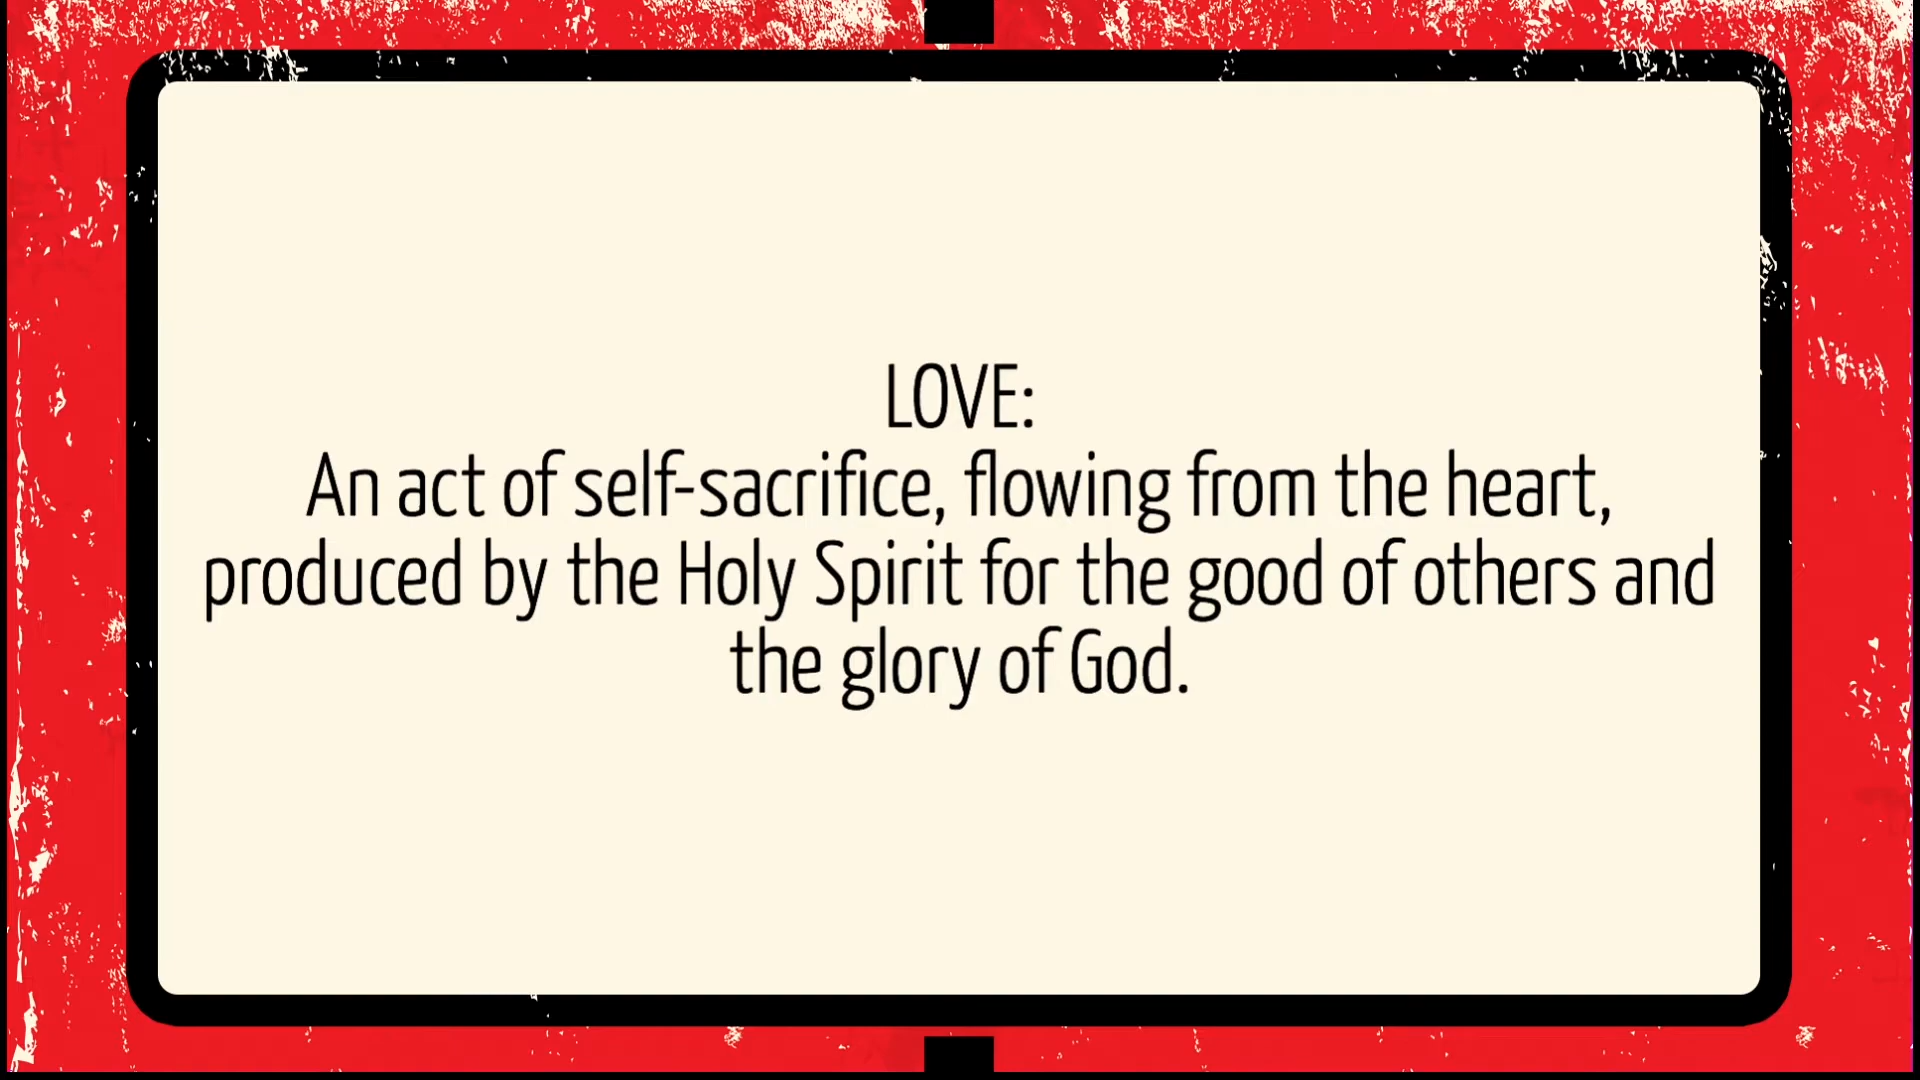 LOVE:
An act of self-sacrifice, flowing from the heart,
produced by the Holy Spirit for the good of others and
the glory of God.